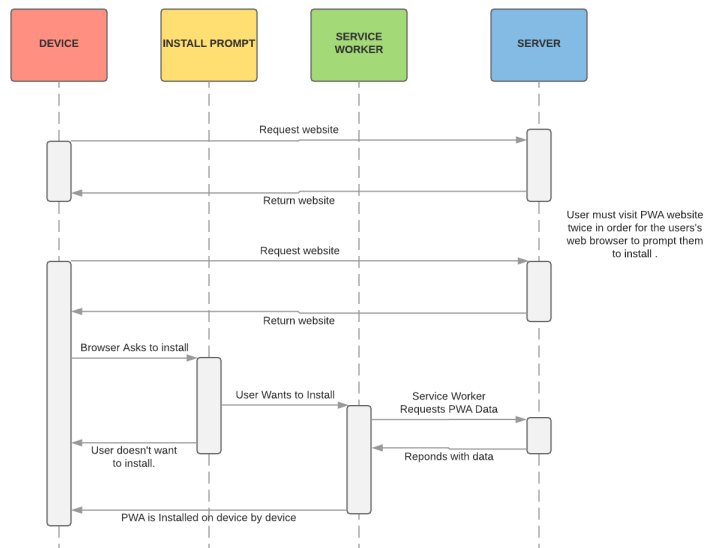 DEVICE
INSTALL PROMPT
SERVICE
WORKER
SERVER
Request website
Return website
User must visit PWA website
twice in order for the users's
web browser to prompt them
to install .
Request website
Return website
Browser Asks to install
User Wants to Install
Service Worker
Requests PWA Data
User doesn't want
to install.
Reponds with data
PWA is Installed on device by device